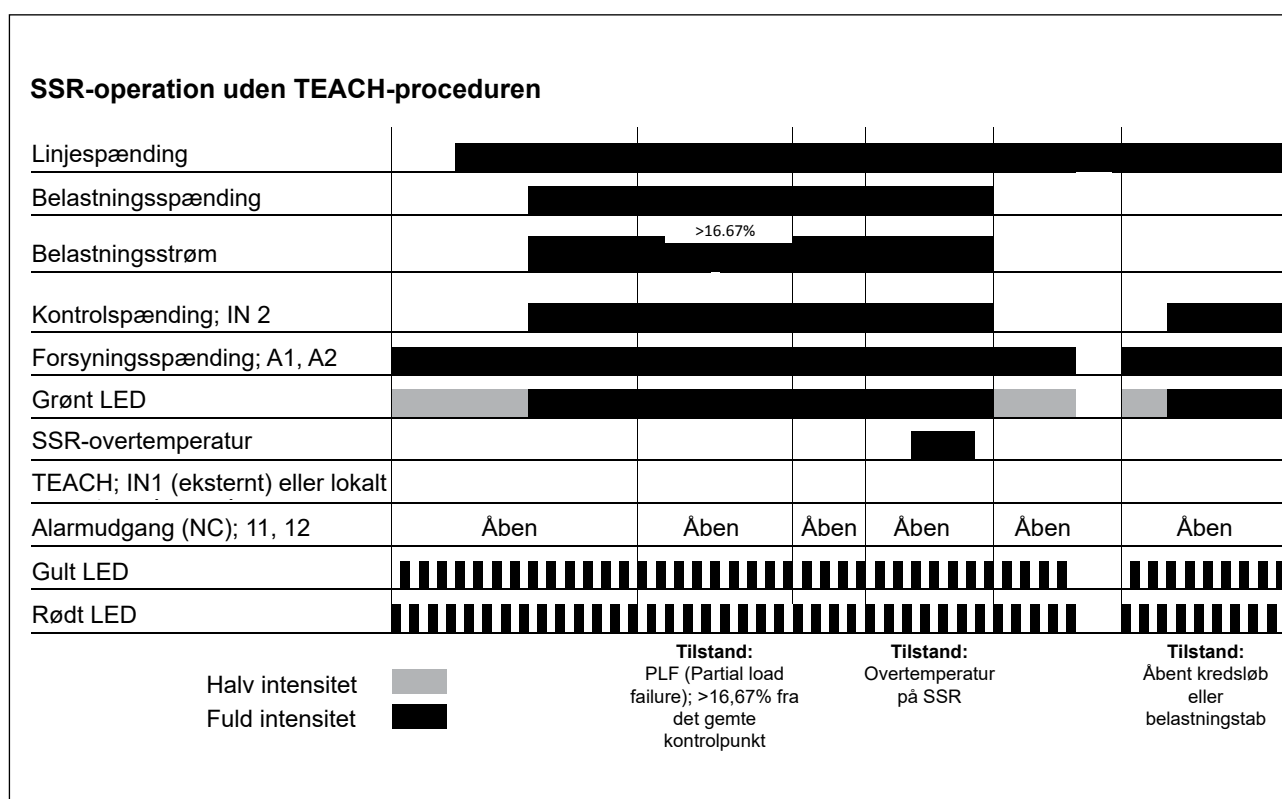 SSR-operation uden TEACH-proceduren
Linjespænding
Belastningsspænding
>16.67%
Belastningsstrøm
Kontrolspænding; IN 2
Forsyningsspænding; A1, A2
Grønt LED
SSR-overtemperatur
TEACH; IN1 (eksternt) eller lokalt
Alarmudgang (NC); 11, 12 Åben Åben Åben Åben Åben Åben
Gult LED
Rødt LED
Halv intensitet
Fuld intensitet
Tilstand:
PLF (Partial load
failure); >16,67% fra
det gemte
kontrolpunkt
Tilstand:
Overtemperatur
på SSR
Tilstand:
Åbent kredsløb
eller
belastningstab